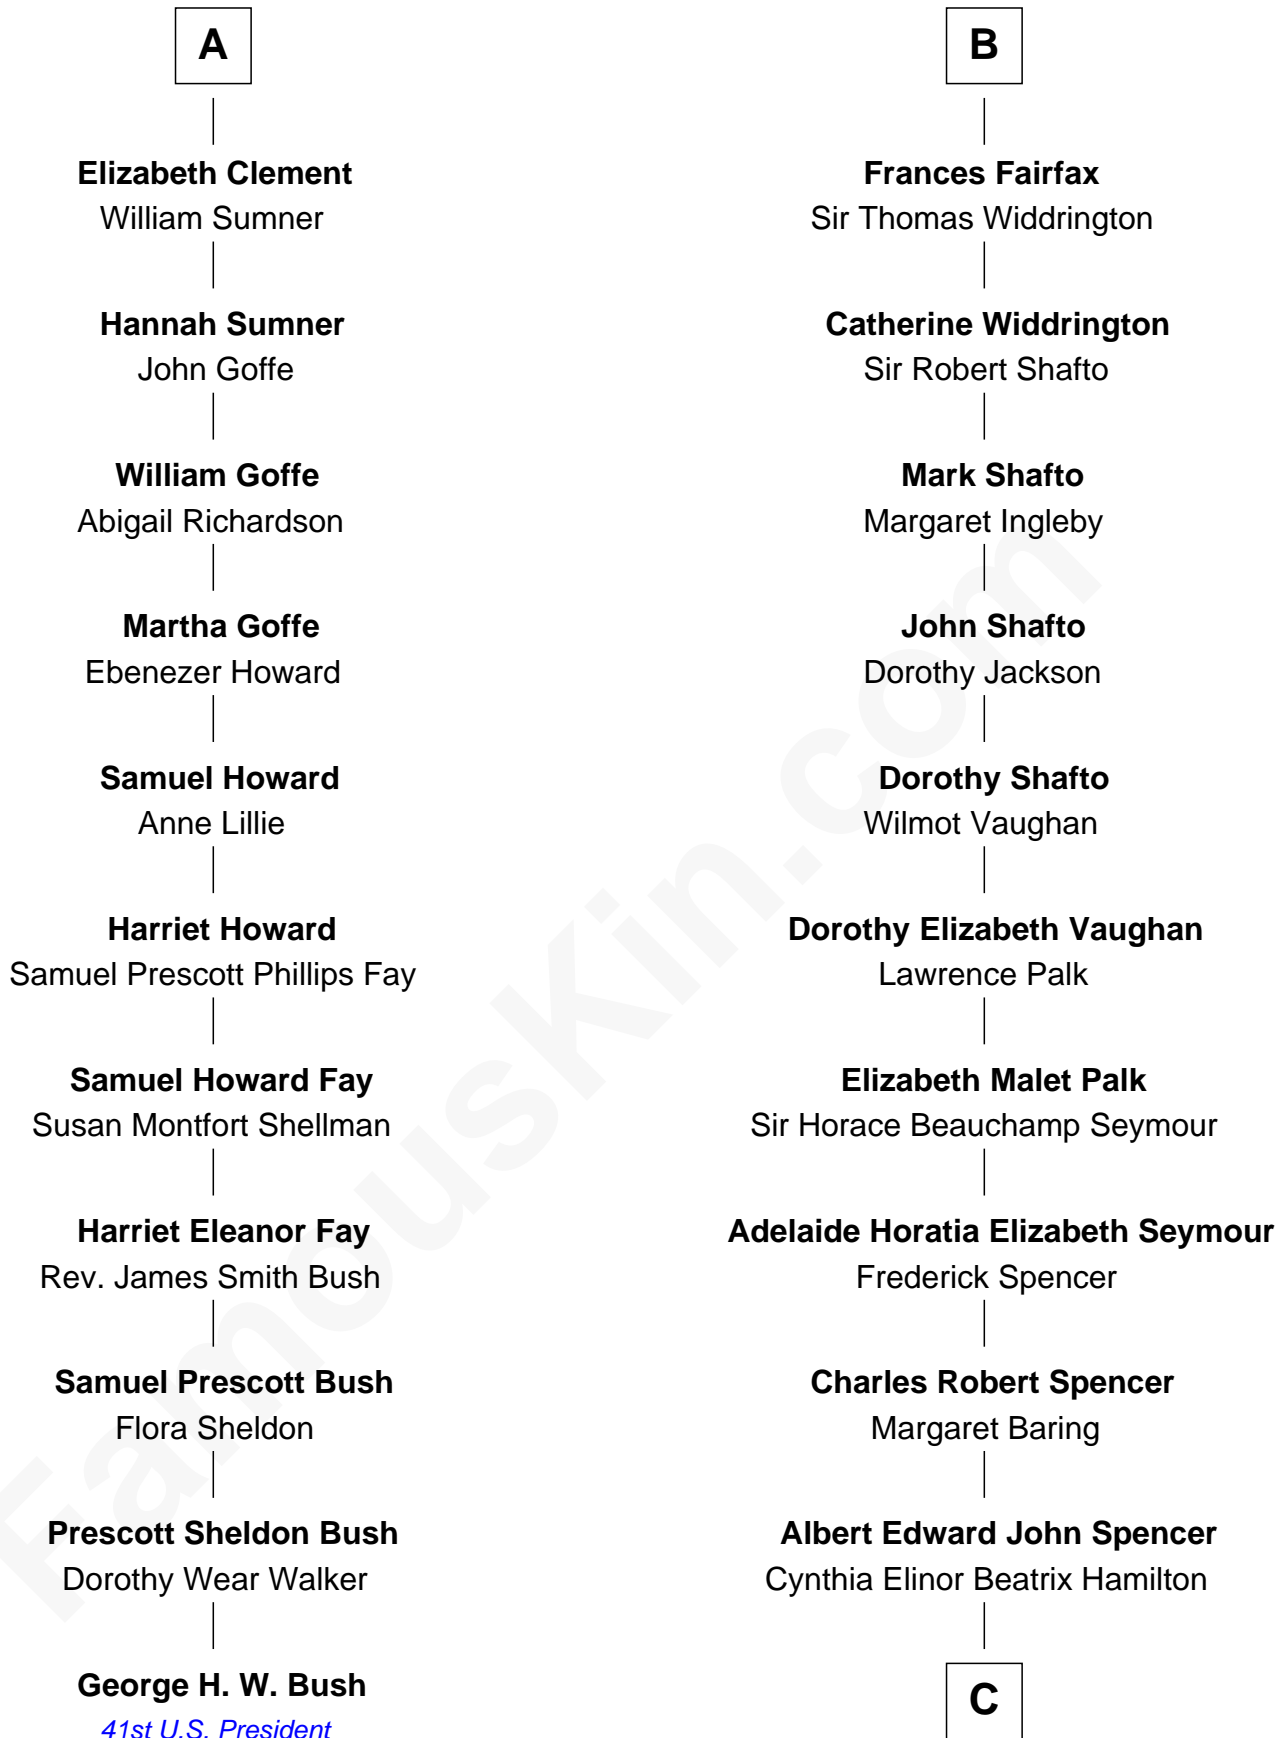 A
Elizabeth Clement
William Sumner
Hannah Sumner
John Goffe
William Goffe
Abigail Richardson
Martha Goffe
Ebenezer Howard
Samuel Howard
Anne Lillie
Harriet Howard
Samuel Prescott Phillips Fay
Samuel Howard Fay
Susan Montfort Shellman
Harriet Eleanor Fay
Rev. James Smith Bush
Samuel Prescott Bush
Flora Sheldon
Prescott Sheldon Bush
Dorothy Wear Walker
George H. W. Bush
41st U.S. President
B
Frances Fairfax
Sir Thomas Widdrington
Catherine Widdrington
Sir Robert Shafto
Mark Shafto
Margaret Ingleby
John Shafto
Dorothy Jackson
Dorothy Shafto
Wilmot Vaughan
Dorothy Elizabeth Vaughan
Lawrence Palk
Elizabeth Malet Palk
Sir Horace Beauchamp Seymour
Adelaide Horatia Elizabeth Seymour
Frederick Spencer
Charles Robert Spencer
Margaret Baring
Albert Edward John Spencer
Cynthia Elinor Beatrix Hamilton
C
FamousKin.com